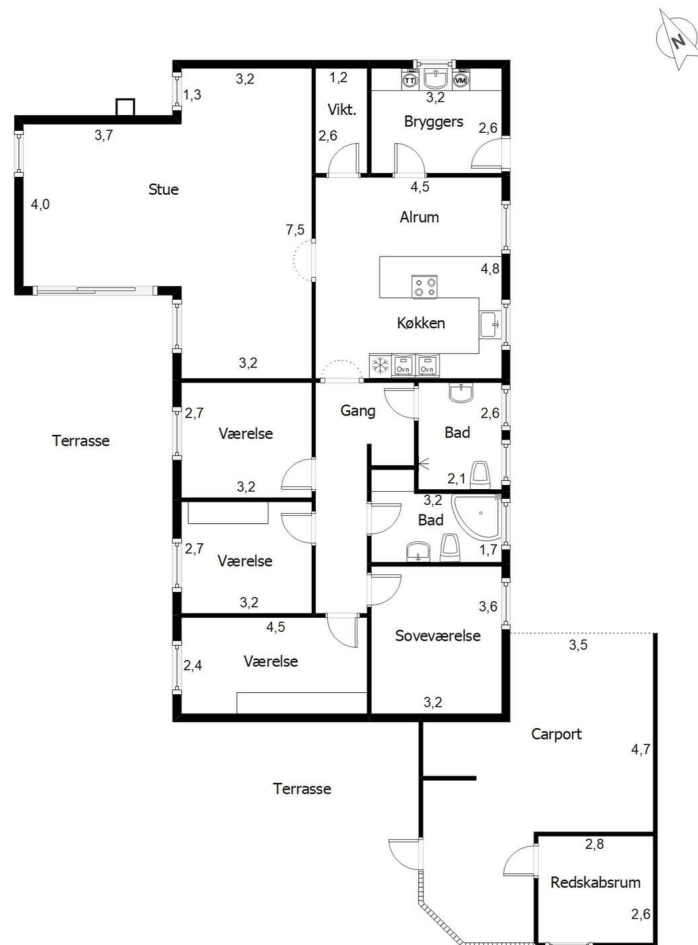 N
3,2
1,2
TT
VM
1,3
Vikt.
3,2
Bryggers
2,6
2,6
3,7
Stue
4,5
Alrum
4,0
7,5
4,8
Køkken
3,2
Ovn
Ovn
Gang
2,7
Værelse
2,6
Bad
Terrasse
3,2
2,1
3,2
Bad
2,7
Værelse
1,7
3,2
4,5
3,6
2,4
Værelse
Soveværelse
3,5
3,2
Carport
4,7
Terrasse
2,8
Redskabsrum
2,6